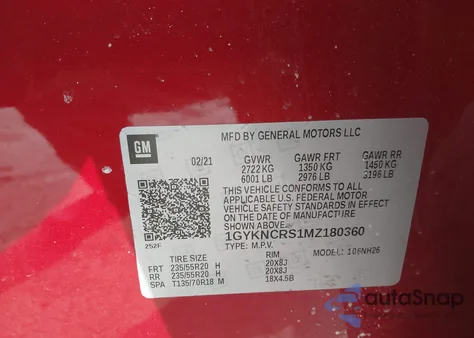 GM
MFD BY GENERAL MOTORS LLC
02/21 GVWR GAWR FRT GAWR RR
2722 KG 1350 KG 1450 KG
6001 LB 2976 LB 3196 LB
THIS VEHICLE CONFORMS TO ALL
APPLICABLE U.S. FEDERAL MOTOR
VEHICLE SAFETY STANDARDS IN
EFFECT ON THE DATE OF MANUFACTURE
SHOWN ABOVE.
1GYKNCRS1MZ180360
TYPE: M.P.V. MODEL: 106NH26
252F
TIRE SIZE RIM
FRT 235/55R20 H 20X8J
RR 235/55R20 H 20X8J
SPA T135/70R18 M 18X4.5B
autoSnap